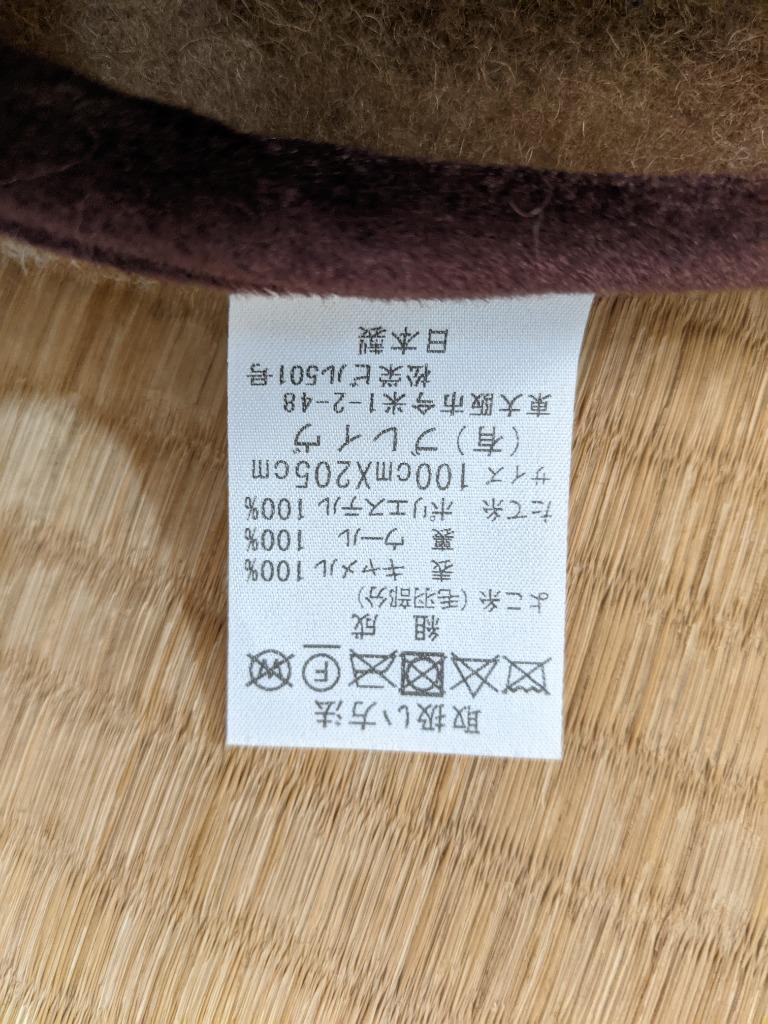 取扱い方法
F W
組 成
よこ糸(毛羽部分)
表 キャメル 100%
裏 ウール 100%
たて糸 ポリエステル 100%
サイズ 100cmX205cm
(有)ブレイヴ
東大阪市今米1-2-48
松栄ビル501号
日本製